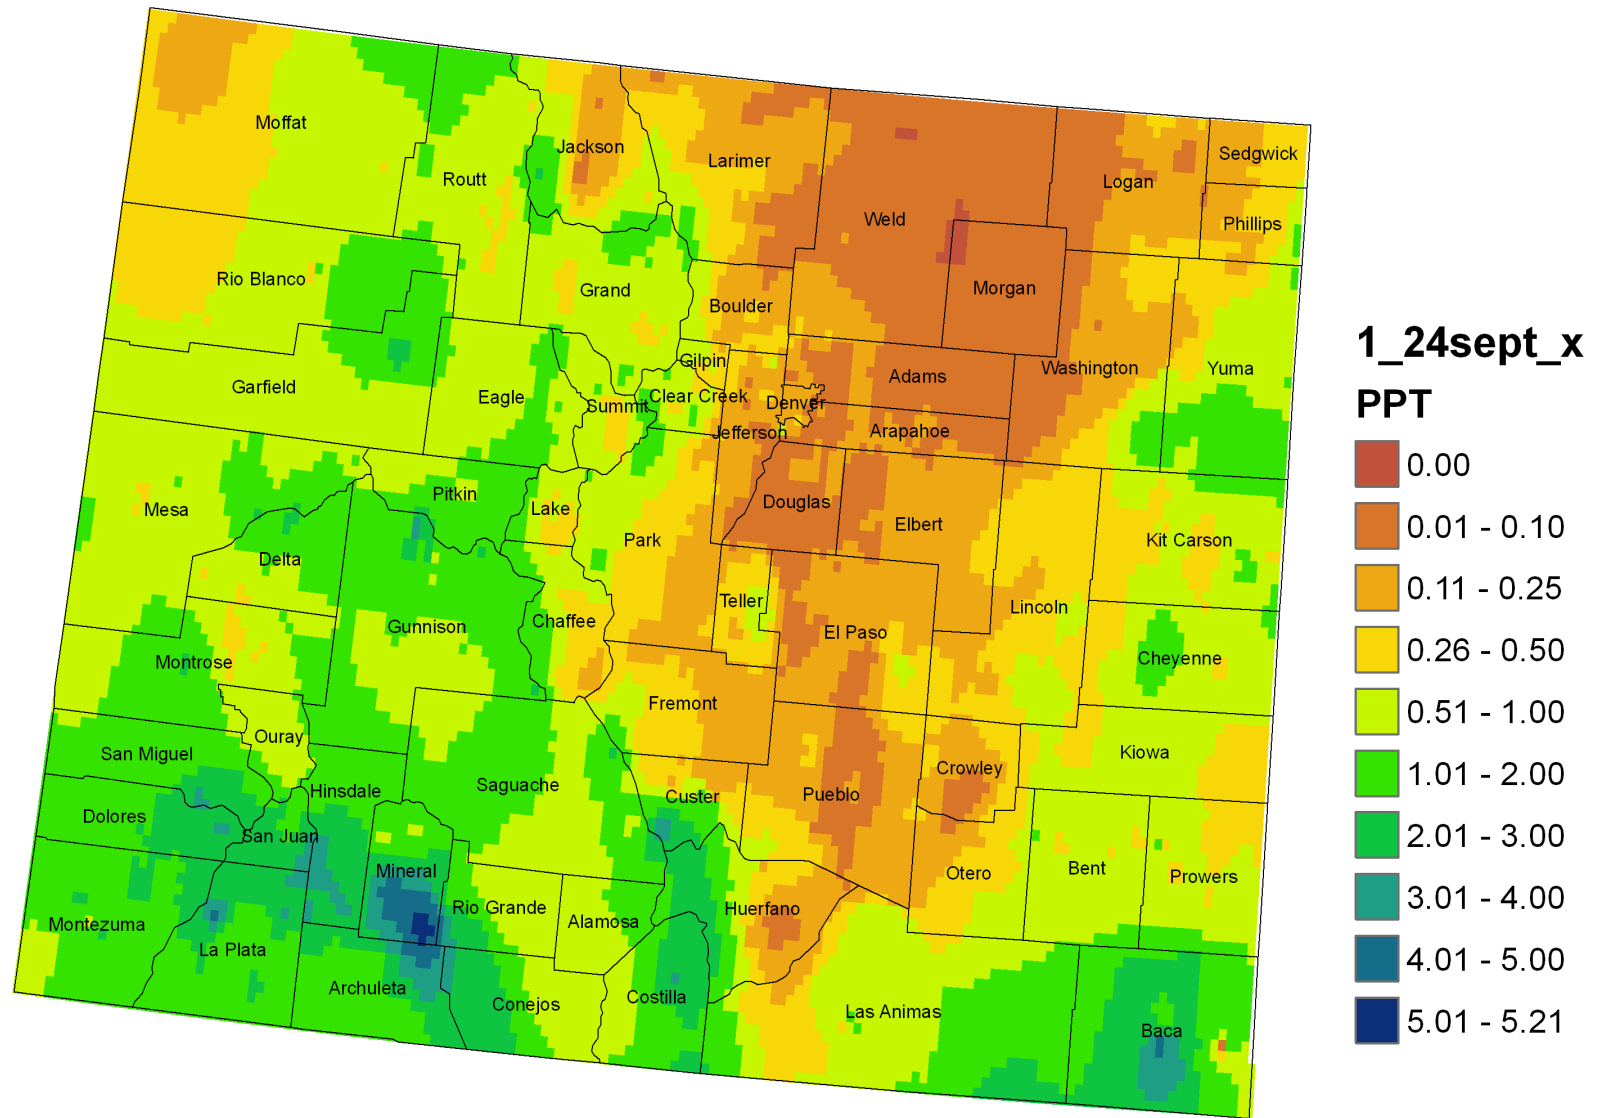 Moffat
Routt
Jackson
Larimer
Weld
Logan
Sedgwick
Phillips
Rio Blanco
Grand
Boulder
Morgan
Garfield
Eagle
Summit
Gilpin
Clear Creek
Denver
Jefferson
Adams
Arapahoe
Washington
Yuma
Mesa
Delta
Pitkin
Lake
Park
Douglas
Elbert
Kit Carson
Montrose
Gunnison
Chaffee
Teller
El Paso
Lincoln
Cheyenne
San Miguel
Ouray
Fremont
Kiowa
Dolores
San Juan
Hinsdale
Saguache
Custer
Pueblo
Crowley
Montezuma
La Plata
Mineral
Rio Grande
Alamosa
Huerfano
Otero
Bent
Prowers
Archuleta
Conejos
Costilla
Las Animas
Baca
1_24sept_x
PPT
0.00
0.01 - 0.10
0.11 - 0.25
0.26 - 0.50
0.51 - 1.00
1.01 - 2.00
2.01 - 3.00
3.01 - 4.00
4.01 - 5.00
5.01 - 5.21